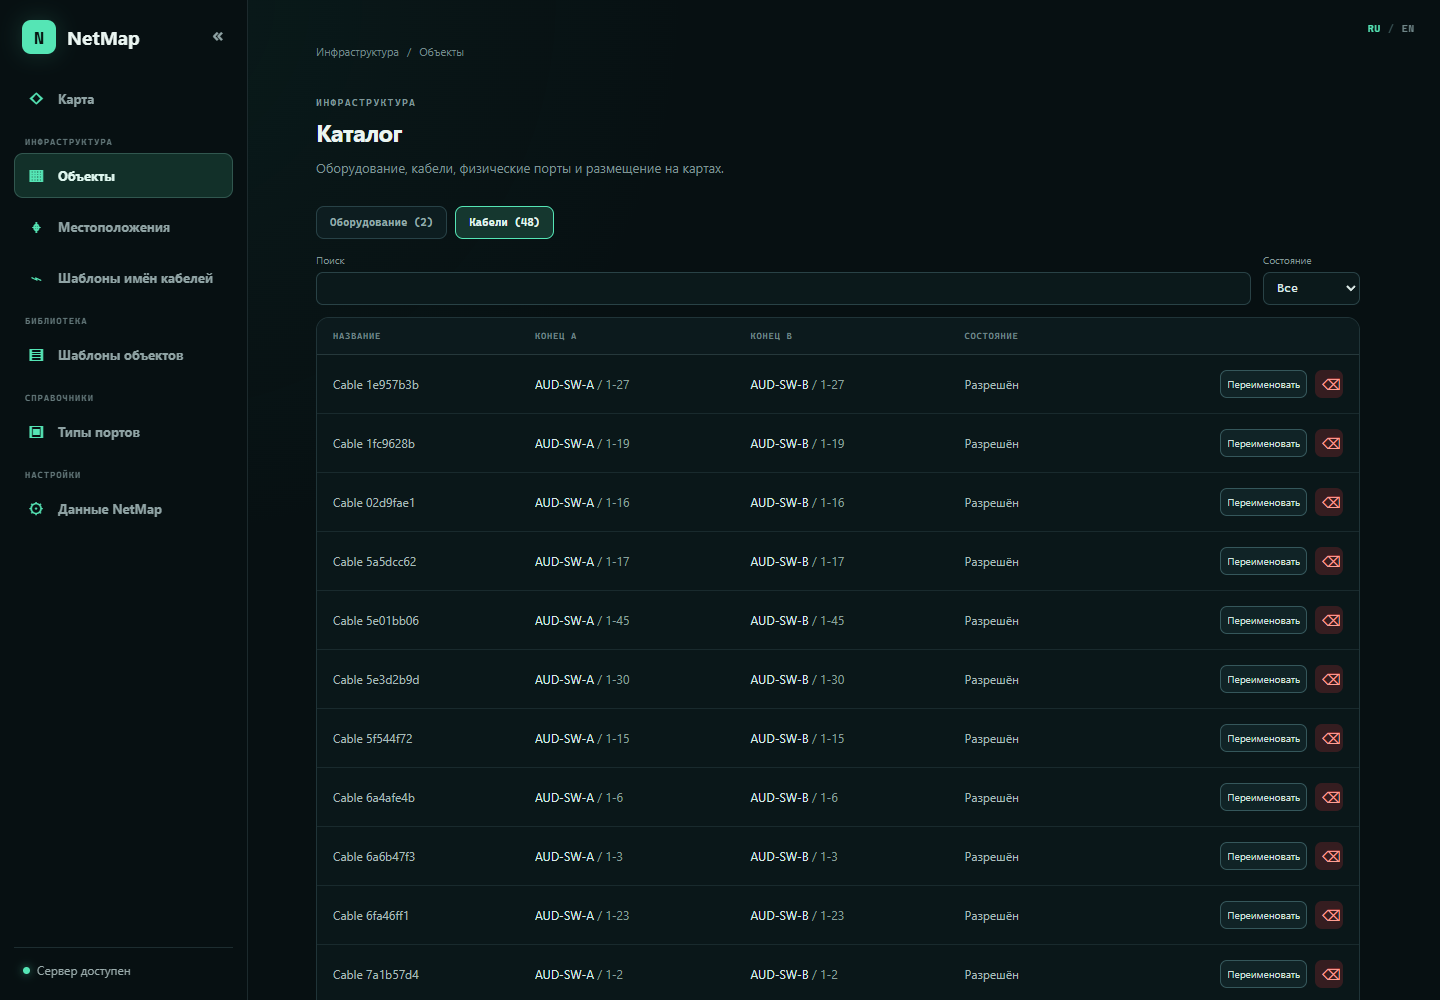 N NetMap «
RU / EN
Инфраструктура / Объекты
Карта
ИНФРАСТРУКТУРА
Объекты
Местоположения
Шаблоны имён кабелей
БИБЛИОТЕКА
Шаблоны объектов
СПРАВОЧНИКИ
Типы портов
НАСТРОЙКИ
Данные NetMap
Сервер доступен
ИНФРАСТРУКТУРА
Каталог
Оборудование, кабели, физические порты и размещение на картах.
Оборудование (2) Кабели (48)
Поиск Состояние
Все
НАЗВАНИЕ КОНЕЦ A КОНЕЦ B СОСТОЯНИЕ
Cable 1e957b3b AUD-SW-A / 1-27 AUD-SW-B / 1-27 Разрешён Переименовать
Cable 1fc9628b AUD-SW-A / 1-19 AUD-SW-B / 1-19 Разрешён Переименовать
Cable 02d9fae1 AUD-SW-A / 1-16 AUD-SW-B / 1-16 Разрешён Переименовать
Cable 5a5dcc62 AUD-SW-A / 1-17 AUD-SW-B / 1-17 Разрешён Переименовать
Cable 5e01bb06 AUD-SW-A / 1-45 AUD-SW-B / 1-45 Разрешён Переименовать
Cable 5e3d2b9d AUD-SW-A / 1-30 AUD-SW-B / 1-30 Разрешён Переименовать
Cable 5f544f72 AUD-SW-A / 1-15 AUD-SW-B / 1-15 Разрешён Переименовать
Cable 6a4afe4b AUD-SW-A / 1-6 AUD-SW-B / 1-6 Разрешён Переименовать
Cable 6a6b47f3 AUD-SW-A / 1-3 AUD-SW-B / 1-3 Разрешён Переименовать
Cable 6fa46ff1 AUD-SW-A / 1-23 AUD-SW-B / 1-23 Разрешён Переименовать
Cable 7a1b57d4 AUD-SW-A / 1-2 AUD-SW-B / 1-2 Разрешён Переименовать